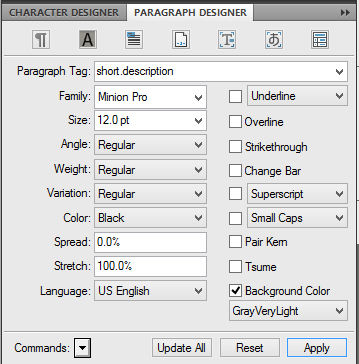 CHARACTER DESIGNER PARAGRAPH DESIGNER
Paragraph Tag: short.description
Family: Minion Pro Underline
Size: 12.0 pt Overline
Angle: Regular Strikethrough
Weight: Regular Change Bar
Variation: Regular Superscript
Color: Black Small Caps
Spread: 0.0% Pair Kern
Stretch: 100.0% Tsume
Language: US English Background Color
GrayVeryLight
Commands: Update All Reset Apply